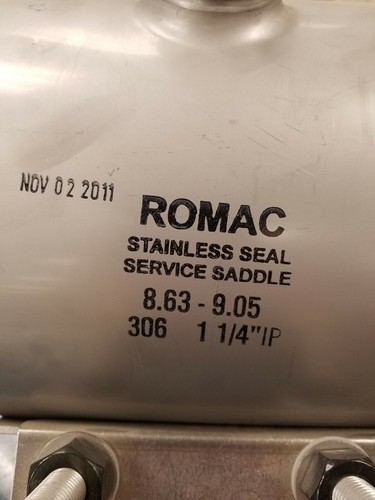 NOV 02 2011
ROMAC
STAINLESS SEAL
SERVICE SADDLE
8.63 - 9.05
306 1 1/4"IP